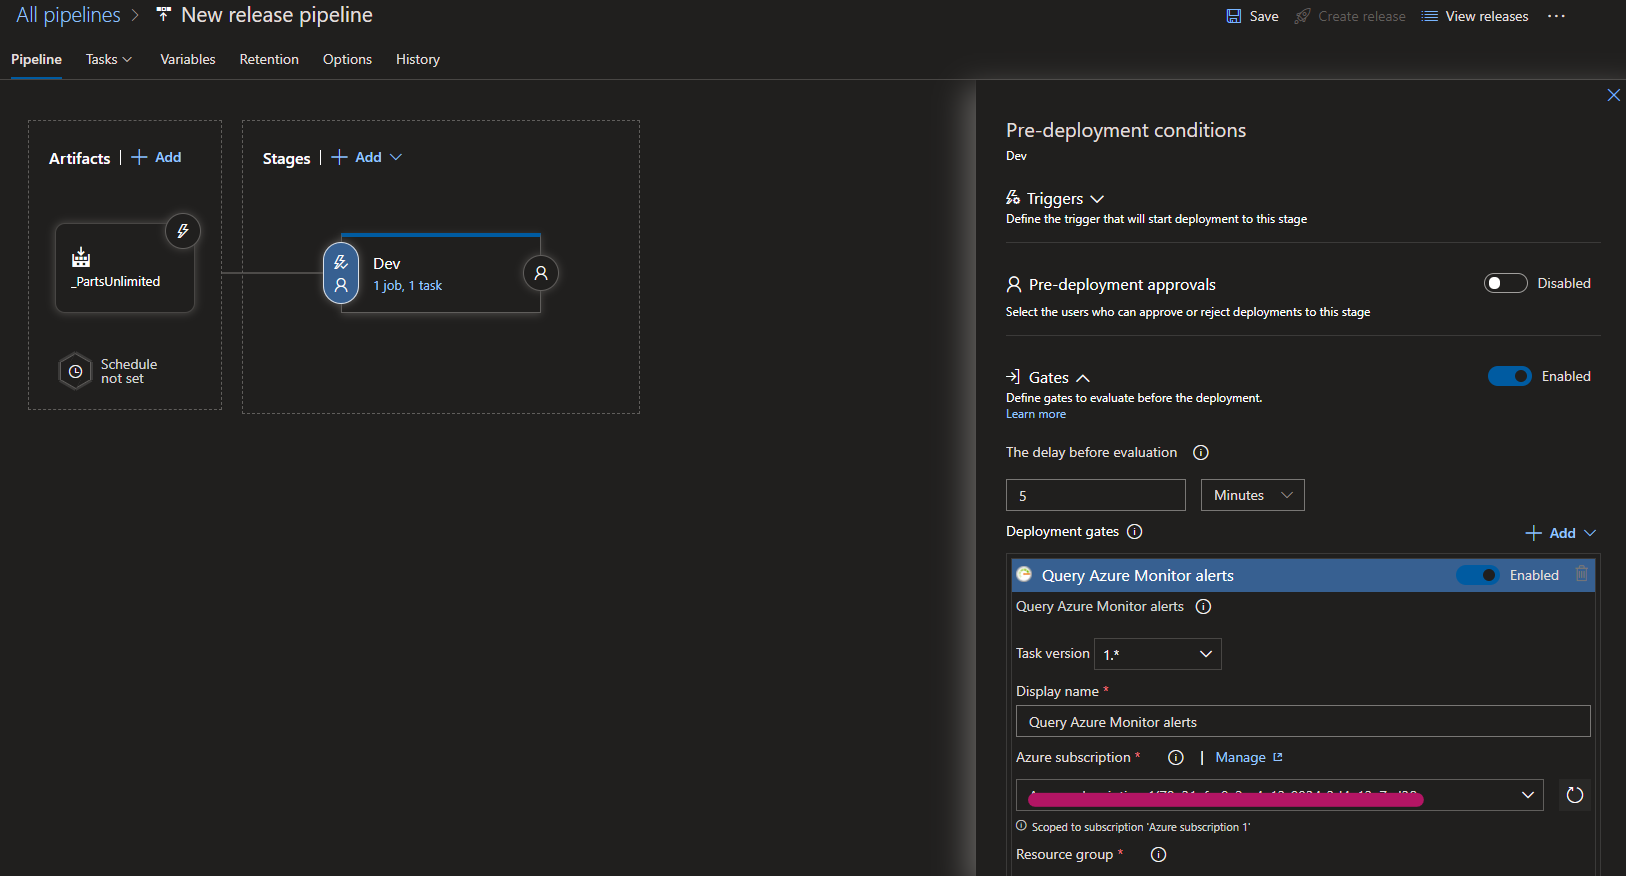 All pipelines > New release pipeline
Save Create release View releases ...
Pipeline Tasks Variables Retention Options History
Artifacts | + Add
Stages | + Add
_PartsUnlimited
Schedule
not set
Dev
1 job, 1 task
Pre-deployment conditions
Dev
Triggers
Define the trigger that will start deployment to this stage
Pre-deployment approvals Disabled
Select the users who can approve or reject deployments to this stage
Gates Enabled
Define gates to evaluate before the deployment.
Learn more
The delay before evaluation
5 Minutes
Deployment gates + Add
Query Azure Monitor alerts Enabled
Query Azure Monitor alerts
Task version 1.*
Display name *
Query Azure Monitor alerts
Azure subscription * | Manage
Scoped to subscription 'Azure subscription 1'
Resource group *